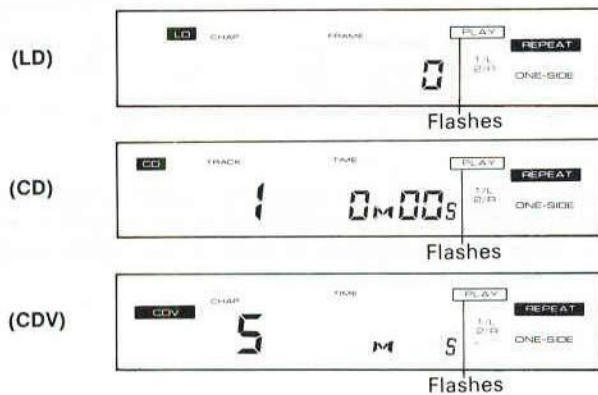 (LD)
LD CHAP FRAME PLAY
0 1/L 2/R REPEAT
ONE-SIDE
Flashes
(CD)
CD TRACK TIME PLAY
1 0M00S 1/L 2/R REPEAT
ONE-SIDE
Flashes
(CDV)
CDV CHAP TIME PLAY
5 M S 1/L 2/R REPEAT
ONE-SIDE
Flashes